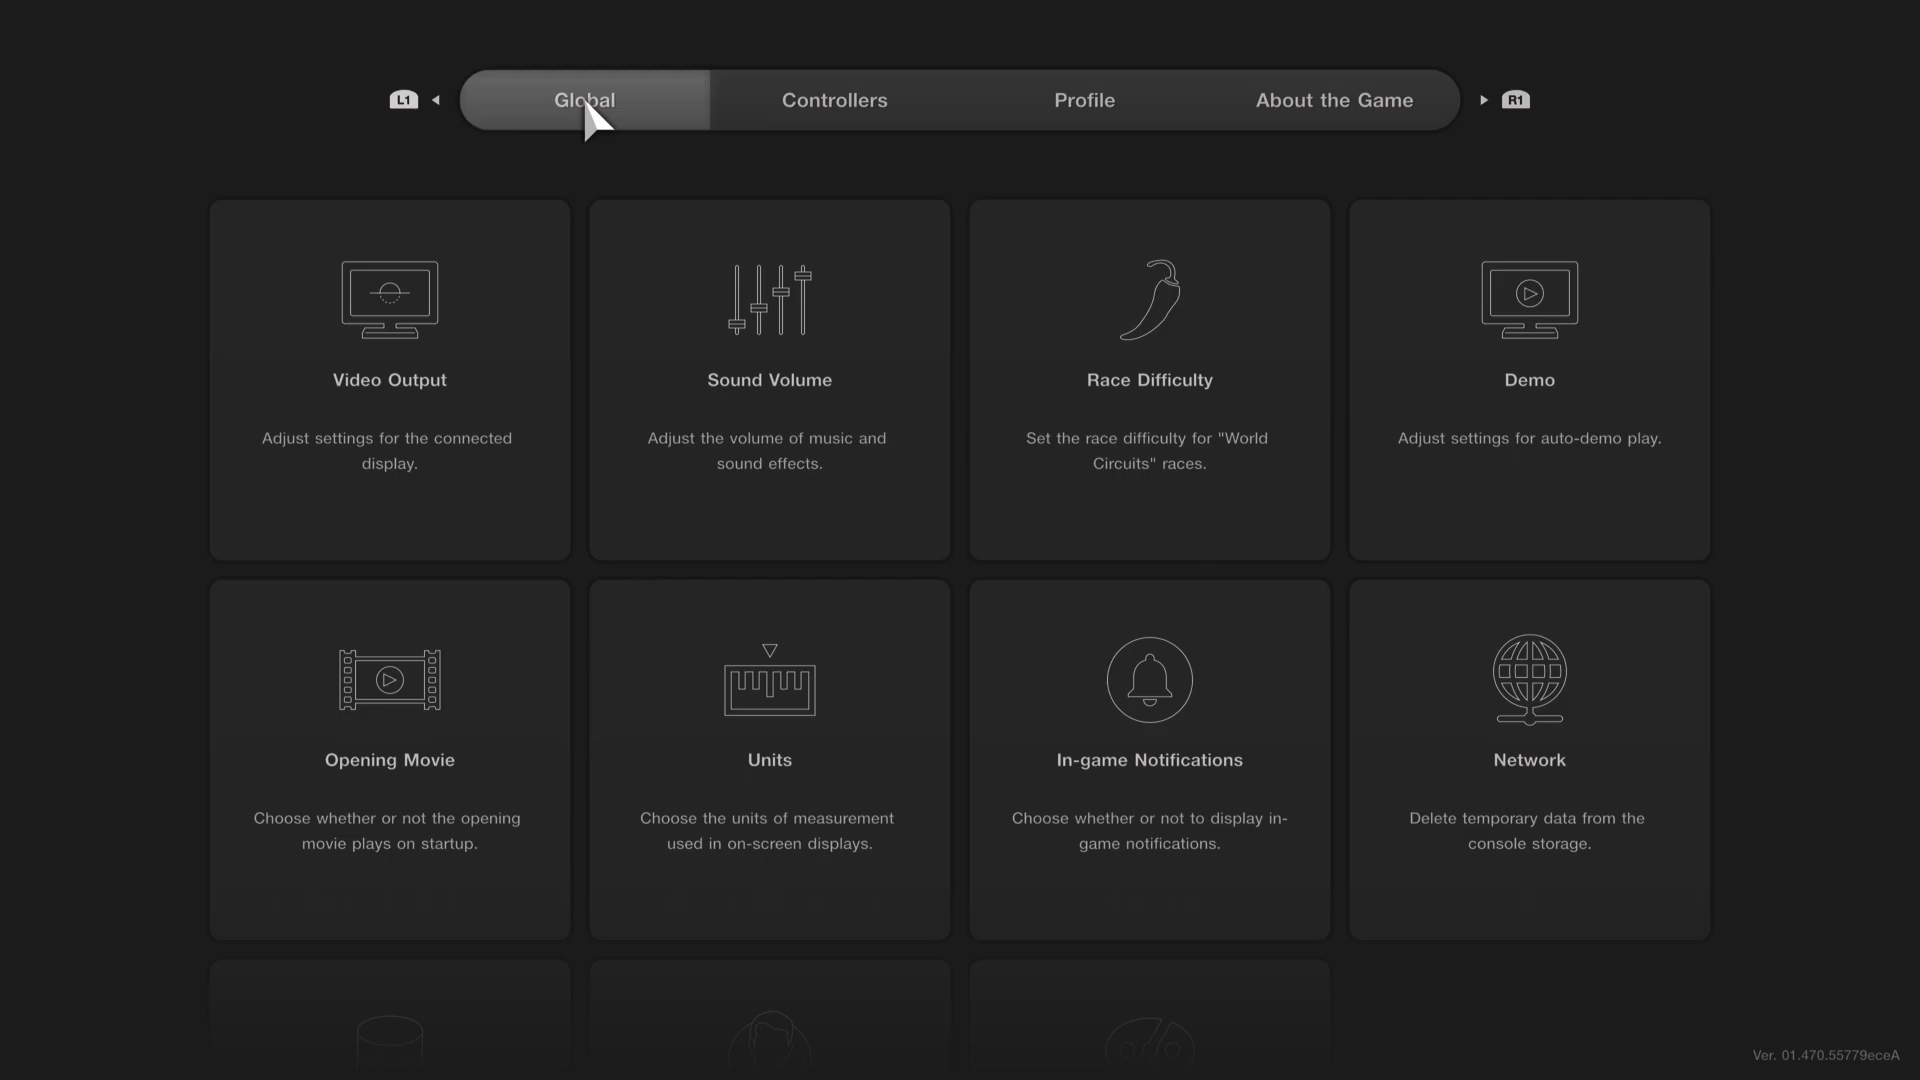 L1
Global
Controllers
Profile
About the Game
R1
Video Output
Adjust settings for the connected
display.
Sound Volume
Adjust the volume of music and
sound effects.
Race Difficulty
Set the race difficulty for "World
Circuits" races.
Demo
Adjust settings for auto-demo play.
Opening Movie
Choose whether or not the opening
movie plays on startup.
Units
Choose the units of measurement
used in on-screen displays.
In-game Notifications
Choose whether or not to display in-
game notifications.
Network
Delete temporary data from the
console storage.
Ver. 01.470.55779eceA